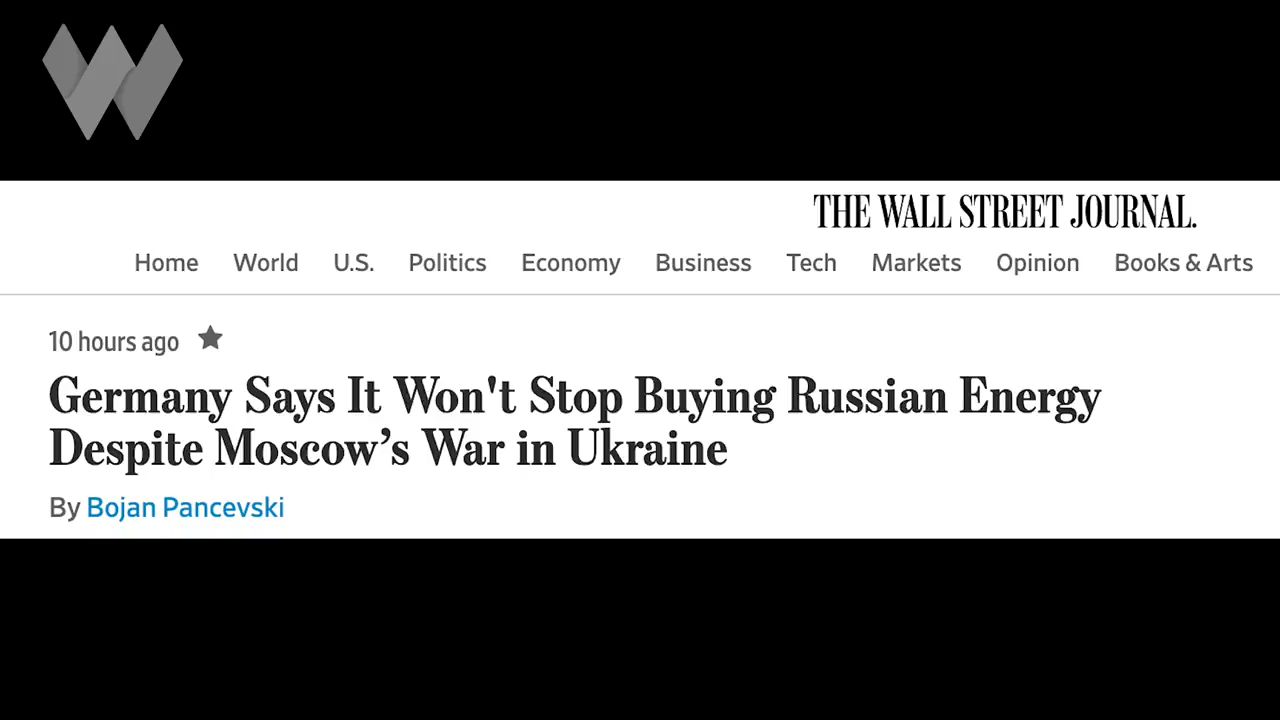 THE WALL STREET JOURNAL.
Home World U.S. Politics Economy Business Tech Markets Opinion Books & Arts
10 hours ago
Germany Says It Won't Stop Buying Russian Energy
Despite Moscow’s War in Ukraine
By Bojan Pancevski